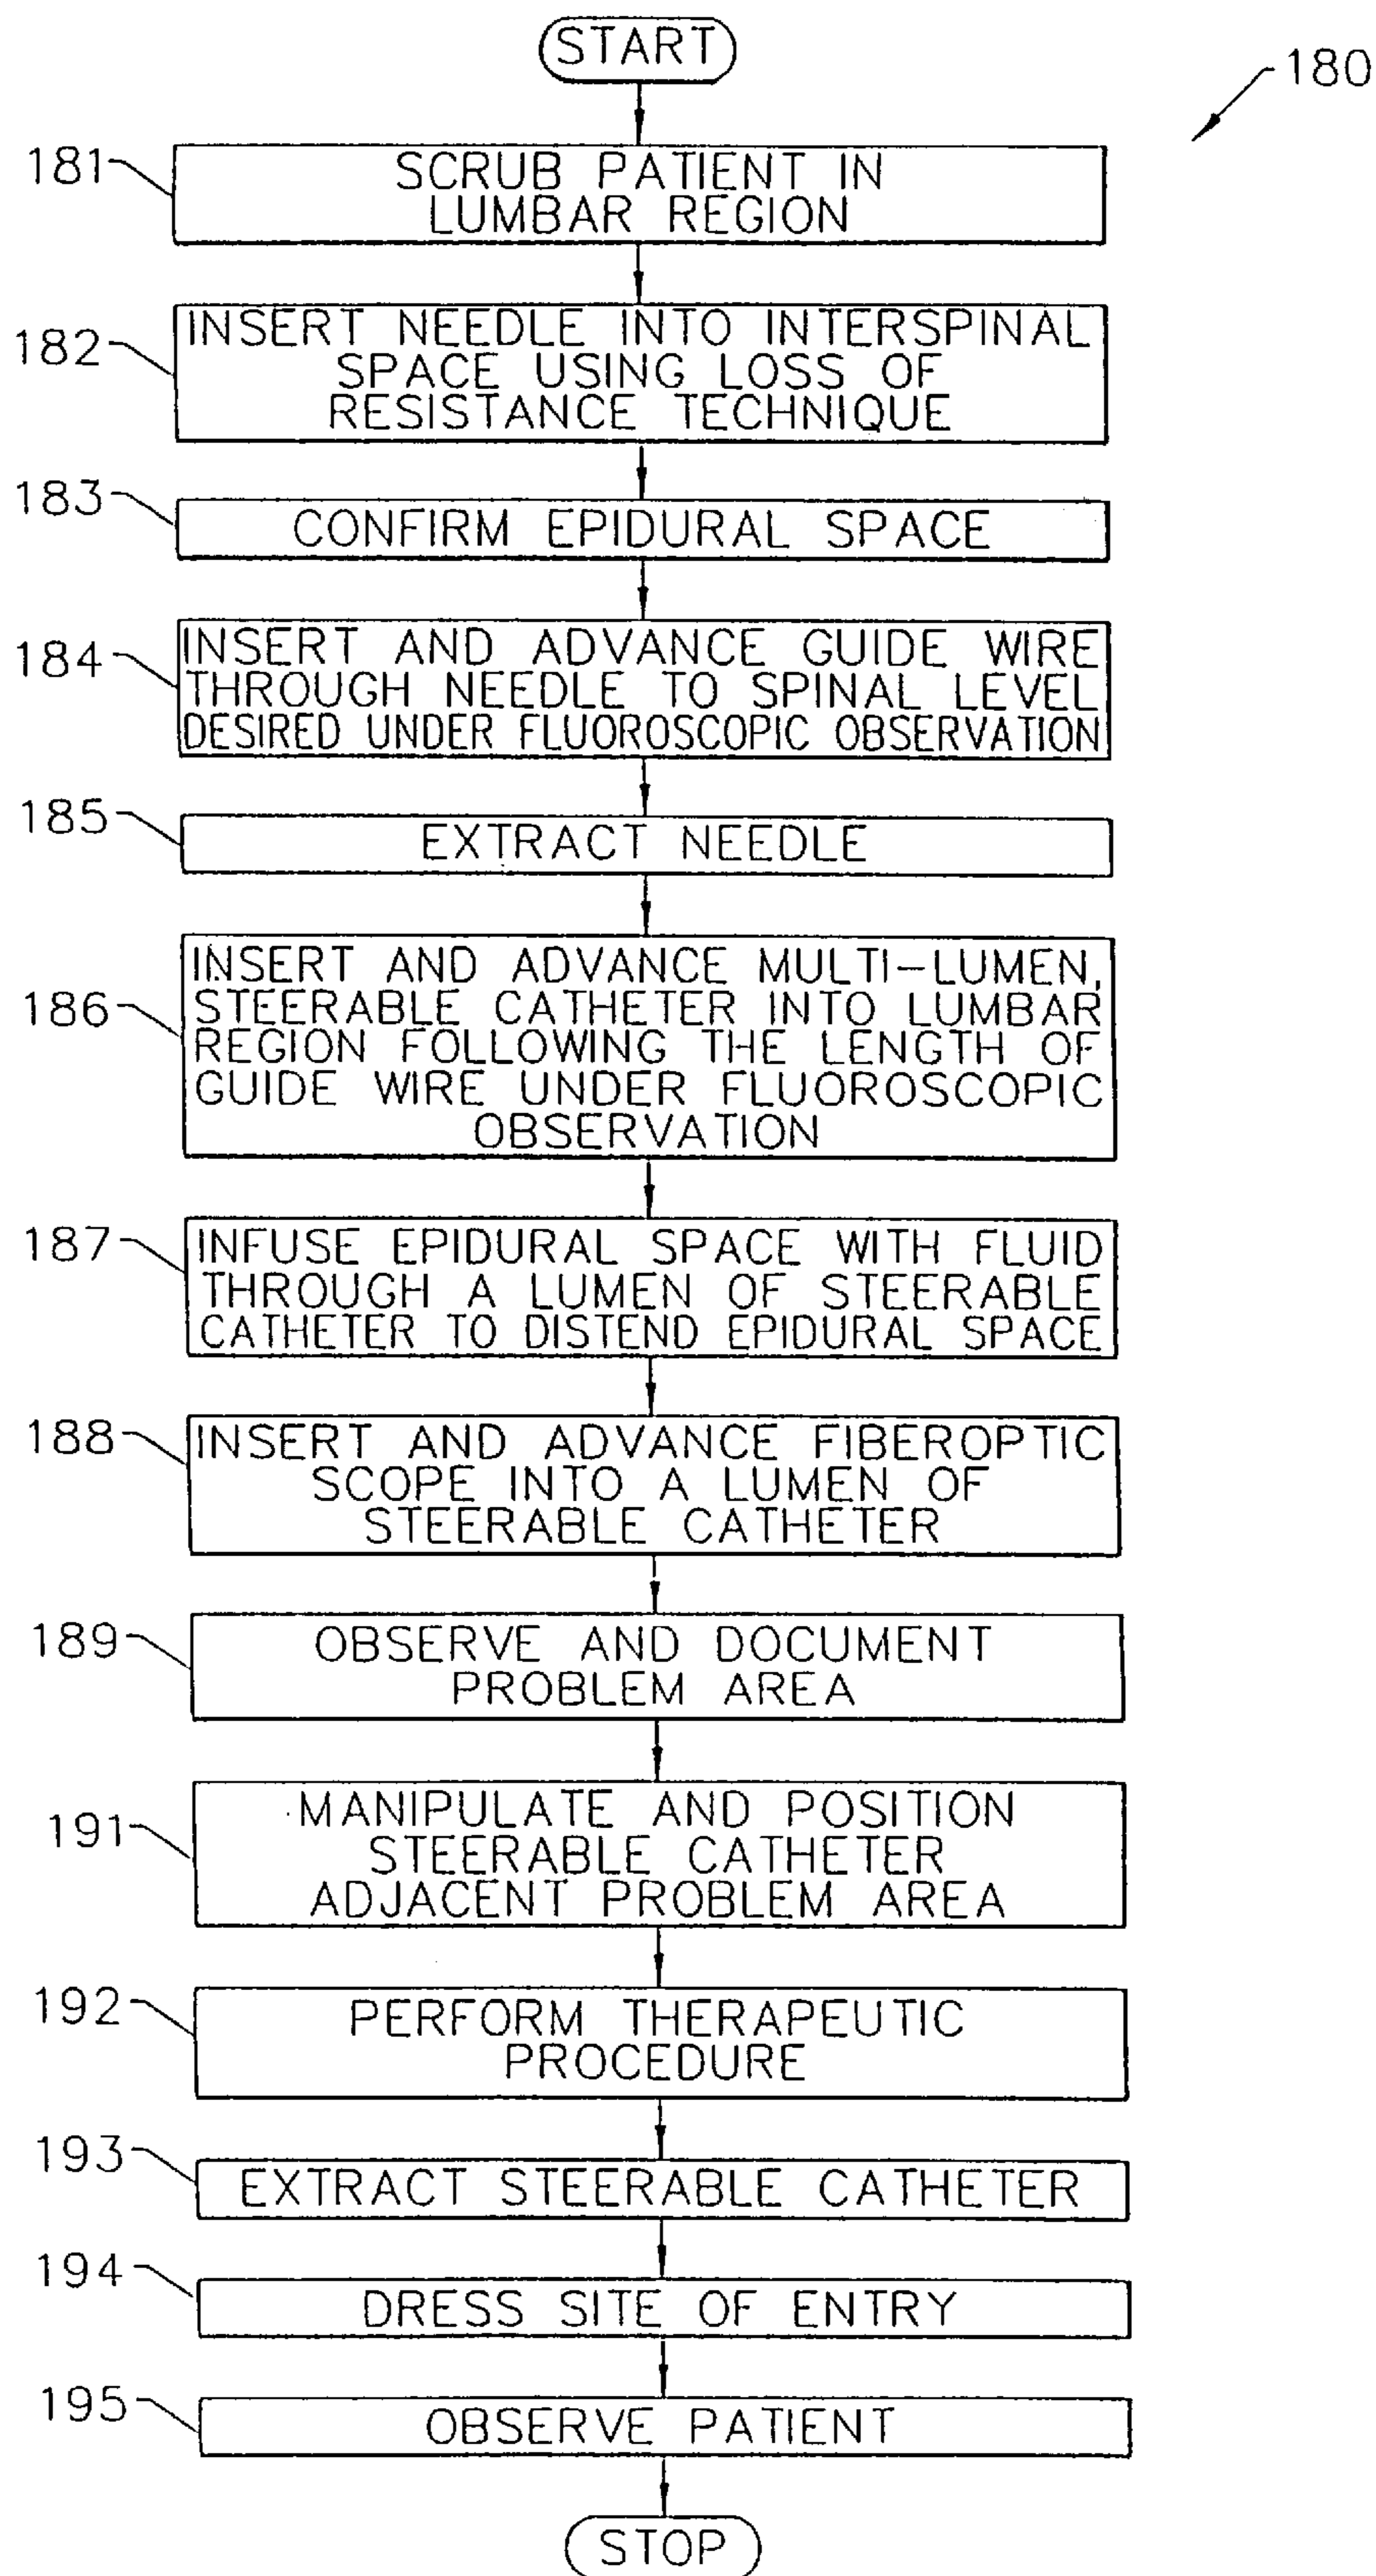 START
180
181
SCRUB PATIENT IN
LUMBAR REGION
182
INSERT NEEDLE INTO INTERSPINAL
SPACE USING LOSS OF
RESISTANCE TECHNIQUE
183
CONFIRM EPIDURAL SPACE
184
INSERT AND ADVANCE GUIDE WIRE
THROUGH NEEDLE TO SPINAL LEVEL
DESIRED UNDER FLUOROSCOPIC OBSERVATION
185
EXTRACT NEEDLE
186
INSERT AND ADVANCE MULTI-LUMEN,
STEERABLE CATHETER INTO LUMBAR
REGION FOLLOWING THE LENGTH OF
GUIDE WIRE UNDER FLUOROSCOPIC
OBSERVATION
187
INFUSE EPIDURAL SPACE WITH FLUID
THROUGH A LUMEN OF STEERABLE
CATHETER TO DISTEND EPIDURAL SPACE
188
INSERT AND ADVANCE FIBEROPTIC
SCOPE INTO A LUMEN OF
STEERABLE CATHETER
189
OBSERVE AND DOCUMENT
PROBLEM AREA
191
MANIPULATE AND POSITION
STEERABLE CATHETER
ADJACENT PROBLEM AREA
192
PERFORM THERAPEUTIC
PROCEDURE
193
EXTRACT STEERABLE CATHETER
194
DRESS SITE OF ENTRY
195
OBSERVE PATIENT
STOP